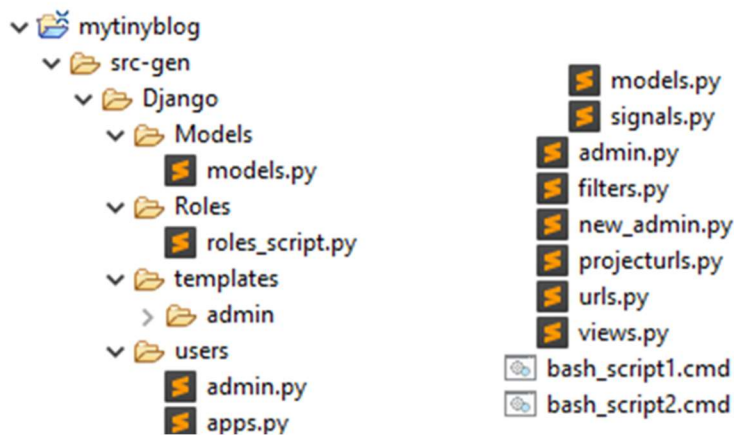 mytinyblog
src-gen
Django
Models
models.py
Roles
roles_script.py
templates
admin
users
admin.py
apps.py
models.py
signals.py
admin.py
filters.py
new_admin.py
projecturls.py
urls.py
views.py
bash_script1.cmd
bash_script2.cmd